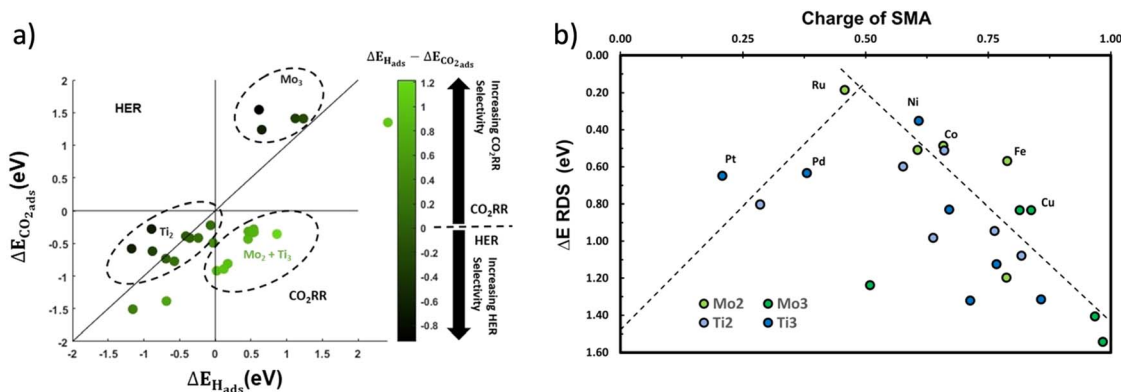 a)
ΔE_Hads − ΔE_CO2ads
HER
Mo3
Ti2
Mo2 + Ti3
CO2RR
2
1.5
1
0.5
0
-0.5
-1
-1.5
-2
-2 -1.5 -1 -0.5 0 0.5 1 1.5 2
ΔE_CO2ads (eV)
ΔE_Hads (eV)
1.2
1
0.8
0.6
0.4
0.2
0
-0.2
-0.4
-0.6
-0.8
Increasing CO2RR
Selectivity
CO2RR
HER
Increasing HER
Selectivity
b)
Charge of SMA
0.00 0.25 0.50 0.75 1.00
0.00
0.20
0.40
0.60
0.80
1.00
1.20
1.40
1.60
ΔE RDS (eV)
Ru
Ni
Co
Fe
Pt
Pd
Cu
Mo2 Mo3
Ti2 Ti3